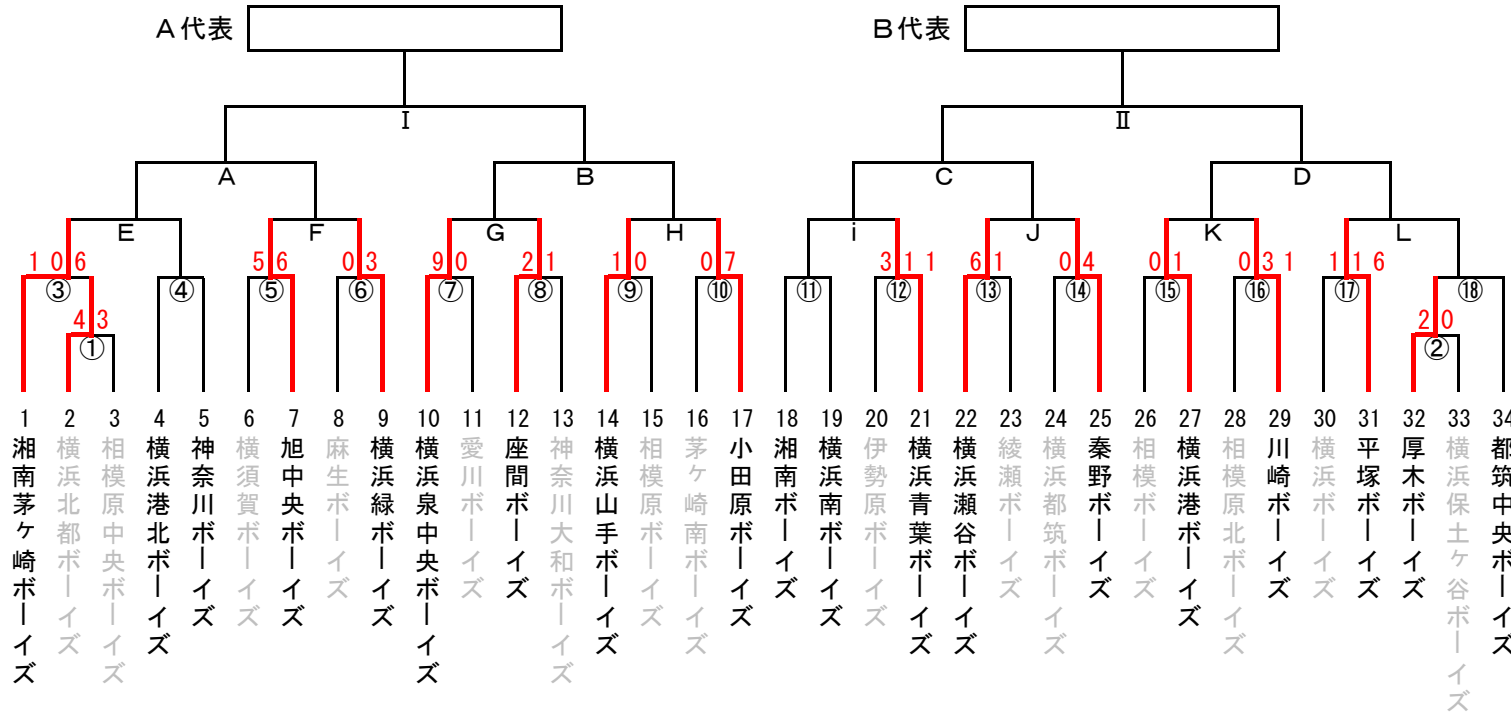 A代表
B代表
Ⅰ
Ⅱ
A
B
C
D
E
F
G
H
i
J
K
L
1 0 6
5 6
0 3
9 0
2 1
1 0
0 7
3 1 1
6 1
0 4
0 1
0 3 1
1 1 6
③
④
⑤
⑥
⑦
⑧
⑨
⑩
⑪
⑫
⑬
⑭
⑮
⑯
⑰
⑱
4 3
2 0
①
②
1 湘南茅ヶ崎ボーイズ
2 横浜北都ボーイズ
3 相模原中央ボーイズ
4 横浜港北ボーイズ
5 神奈川ボーイズ
6 横須賀ボーイズ
7 旭中央ボーイズ
8 麻生ボーイズ
9 横浜緑ボーイズ
10 横浜泉中央ボーイズ
11 愛川ボーイズ
12 座間ボーイズ
13 神奈川大和ボーイズ
14 横浜山手ボーイズ
15 相模原ボーイズ
16 茅ヶ崎南ボーイズ
17 小田原ボーイズ
18 湘南ボーイズ
19 横浜南ボーイズ
20 伊勢原ボーイズ
21 横浜青葉ボーイズ
22 横浜瀬谷ボーイズ
23 綾瀬ボーイズ
24 横浜都筑ボーイズ
25 秦野ボーイズ
26 相模ボーイズ
27 横浜港ボーイズ
28 相模原北ボーイズ
29 川崎ボーイズ
30 横浜ボーイズ
31 平塚ボーイズ
32 厚木ボーイズ
33 横浜保土ヶ谷ボーイズ
34 都筑中央ボーイズ